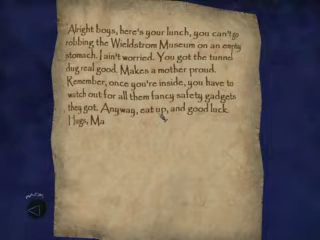 Alright boys, here's your lunch, you can't go
robbing the Wieldstrom Museum on an empty
stomach. I ain't worried. You got the tunnel
dug real good. Makes a mother proud.
Remember, once you're inside, you have to
watch out for all them fancy safety gadgets
they got. Anyway, eat up, and good luck.
Hugs, Ma
BACK